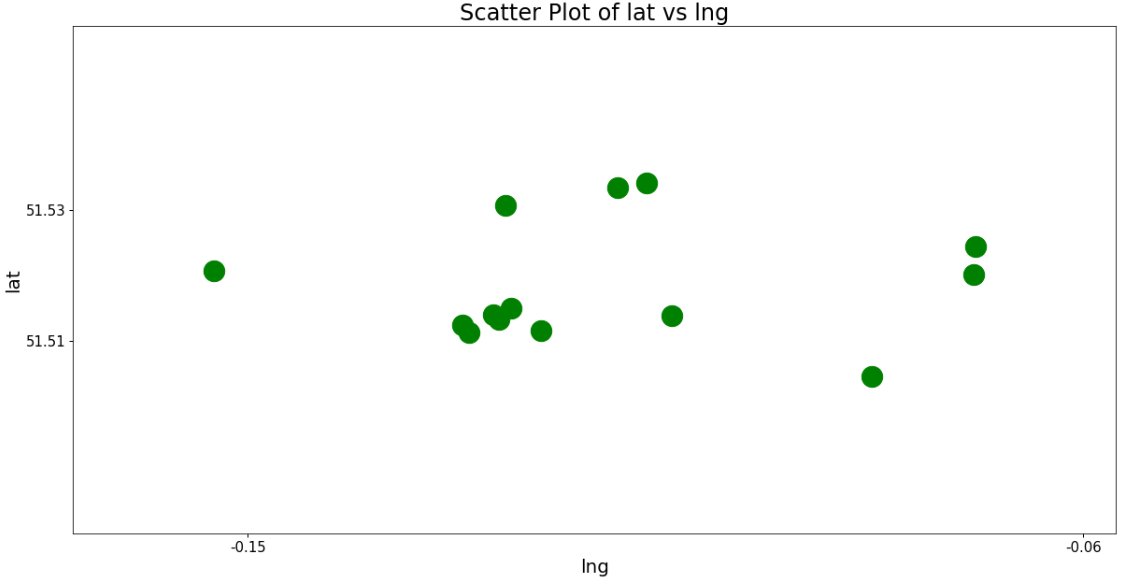 Scatter Plot of lat vs lng
51.53
lat
51.51
-0.15
-0.06
lng